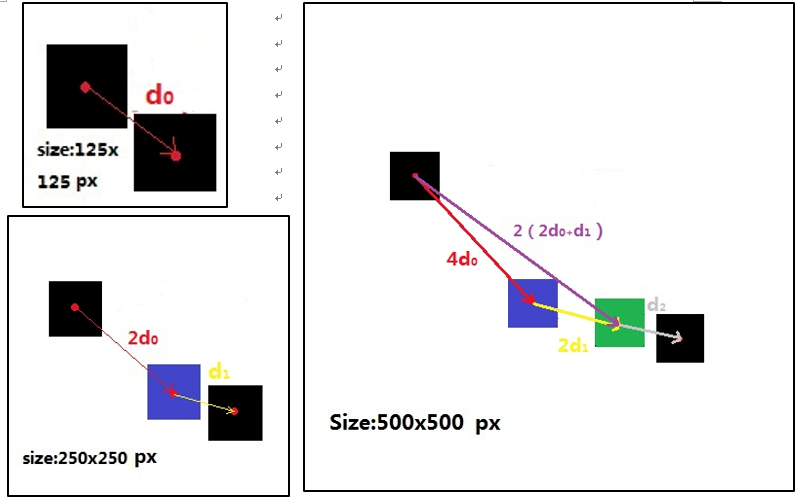 d₀
size:125x
125 px
2d₀
d₁
size:250x250 px
2（2d₀+d₁）
4d₀
d₂
2d₁
Size:500x500 px